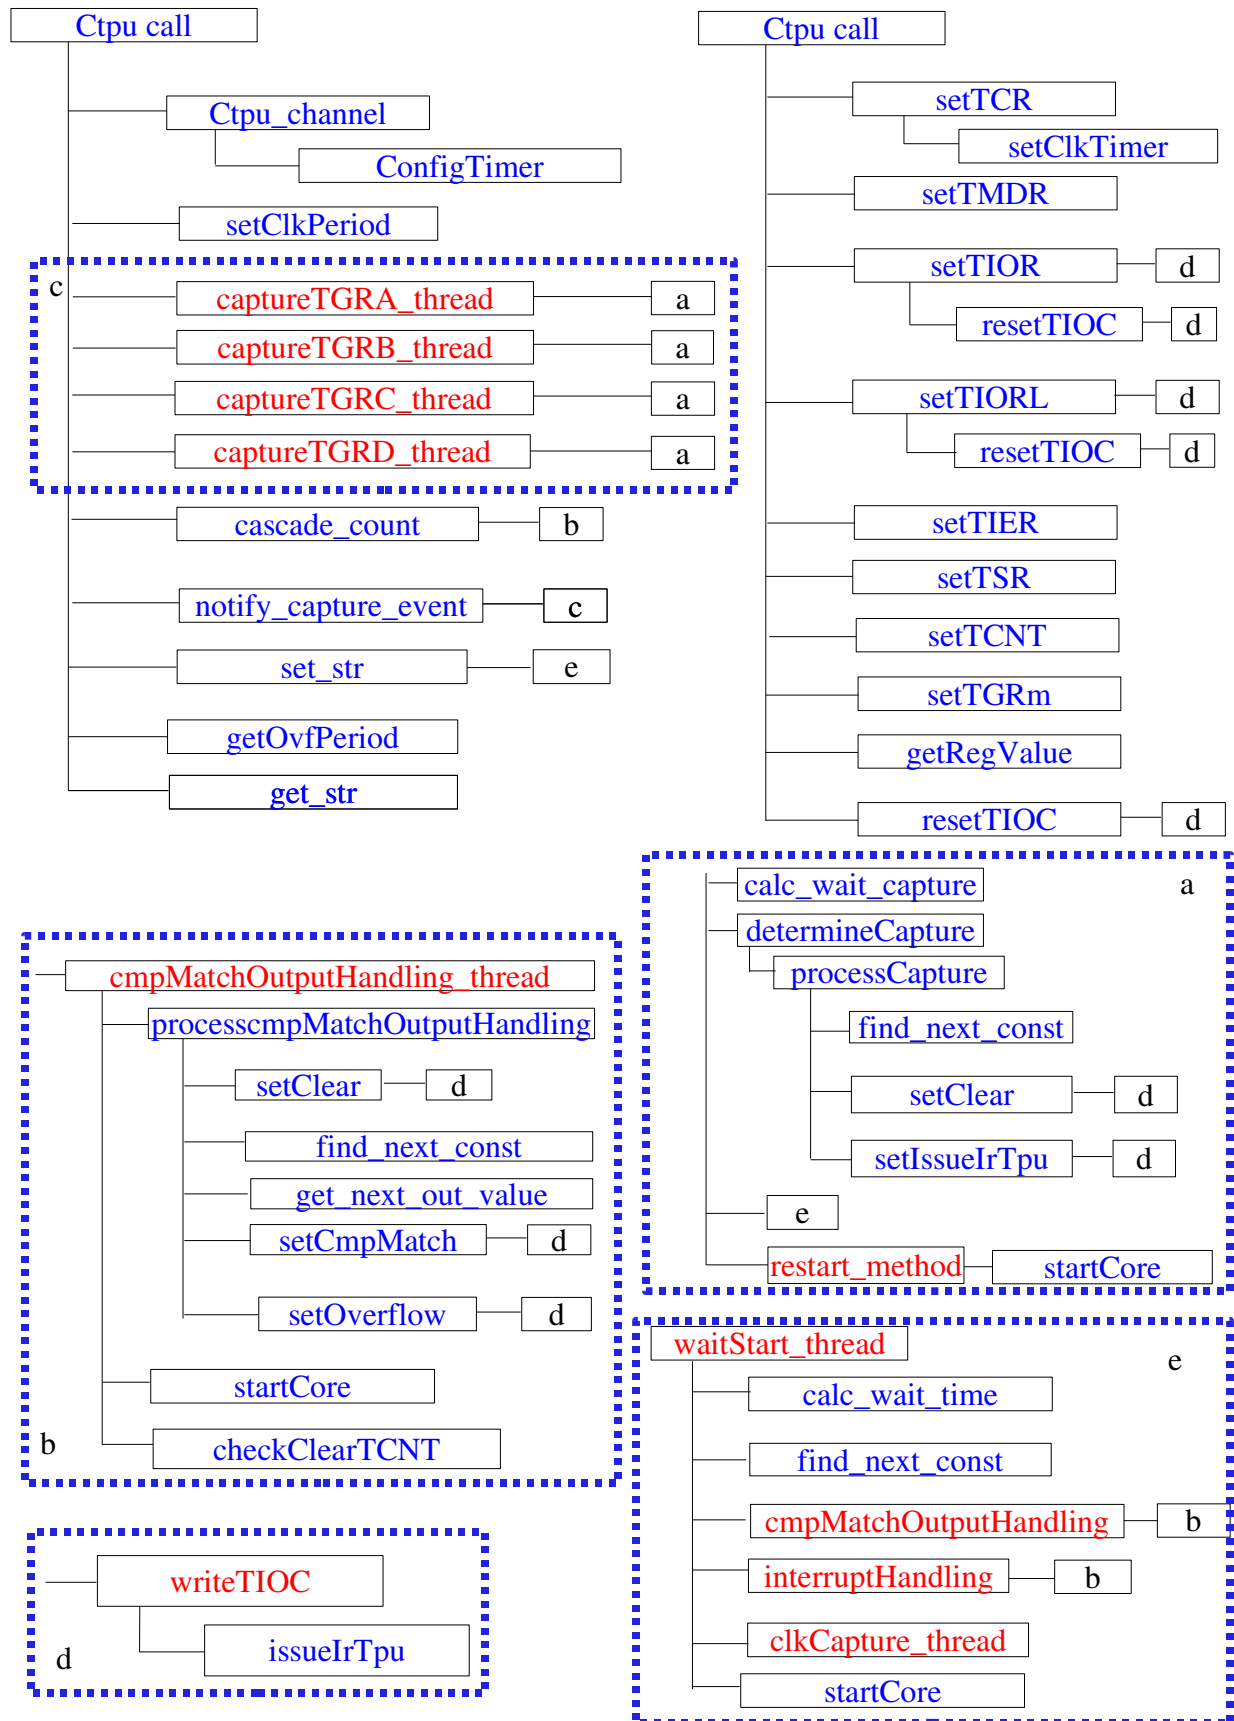 Ctpu call
Ctpu_channel
ConfigTimer
setClkPeriod
c
captureTGRA_thread a
captureTGRB_thread a
captureTGRC_thread a
captureTGRD_thread a
cascade_count b
notify_capture_event c
set_str e
getOvfPeriod
get_str
Ctpu call
setTCR
setClkTimer
setTMDR
setTIOR d
resetTIOC d
setTIORL d
resetTIOC d
setTIER
setTSR
setTCNT
setTGRm
getRegValue
resetTIOC d
cmpMatchOutputHandling_thread
processcmpMatchOutputHandling
setClear d
find_next_const
get_next_out_value
setCmpMatch d
setOverflow d
startCore
checkClearTCNT
b
writeTIOC
issueIrTpu
d
calc_wait_capture a
determineCapture
processCapture
find_next_const
setClear d
setIssueIrTpu d
e
restart_method startCore
waitStart_thread
e
calc_wait_time
find_next_const
cmpMatchOutputHandling b
interruptHandling b
clkCapture_thread
startCore